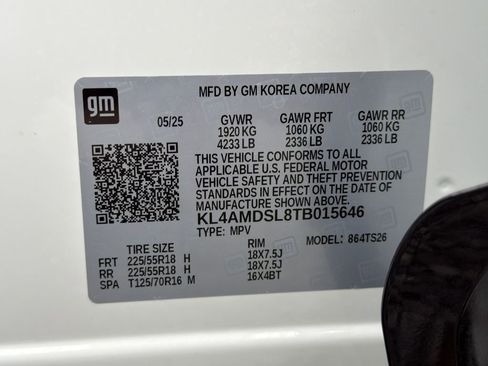 MFD BY GM KOREA COMPANY
gm
05/25 GVWR GAWR FRT GAWR RR
1920 KG 1060 KG 1060 KG
4233 LB 2336 LB 2336 LB
THIS VEHICLE CONFORMS TO ALL
APPLICABLE U.S. FEDERAL MOTOR
VEHICLE SAFETY AND THEFT PREVENTION
STANDARDS IN EFFECT ON THE DATE OF
MANUFACTURE SHOWN ABOVE.
KL4AMDSL8TB015646
TYPE: MPV MODEL: 864TS26
TIRE SIZE RIM
FRT 225/55R18 H 18X7.5J
RR 225/55R18 H 18X7.5J
SPA T125/70R16 M 16X4BT